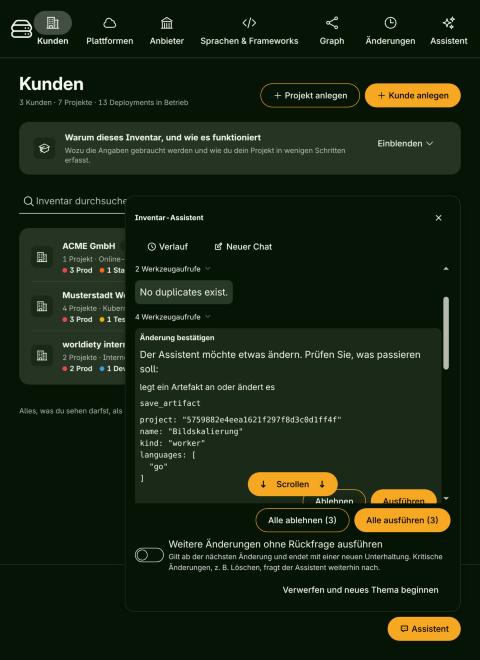 Kunden
Plattformen
Anbieter
Sprachen & Frameworks
Graph
Änderungen
Assistent
Kunden
3 Kunden · 7 Projekte · 13 Deployments in Betrieb
+ Projekt anlegen
+ Kunde anlegen
Warum dieses Inventar, und wie es funktioniert
Wozu die Angaben gebraucht werden und wie du dein Projekt in wenigen Schritten
erfasst.
Einblenden
Inventar durchsuche
ACME GmbH
1 Projekt · Online-
3 Prod 1 Sta
Musterstadt We
4 Projekte · Kubern
3 Prod 1 Tes
worldiety intern
2 Projekte · Intern
2 Prod 1 Dev
Alles, was du sehen darfst, als
Inventar-Assistent
Verlauf
Neuer Chat
2 Werkzeugaufrufe
No duplicates exist.
4 Werkzeugaufrufe
Änderung bestätigen
Der Assistent möchte etwas ändern. Prüfen Sie, was passieren
soll:
legt ein Artefakt an oder ändert es
save_artifact
project: "5759882e4eea1621f297f8d3c0d1ff4f"
name: "Bildskalierung"
kind: "worker"
languages: [
"go"
]
↓ Scrollen ↓
Ablehnen
Ausführen
Alle ablehnen (3)
Alle ausführen (3)
Weitere Änderungen ohne Rückfrage ausführen
Gilt ab der nächsten Änderung und endet mit einer neuen Unterhaltung. Kritische
Änderungen, z. B. Löschen, fragt der Assistent weiterhin nach.
Verwerfen und neues Thema beginnen
Assistent